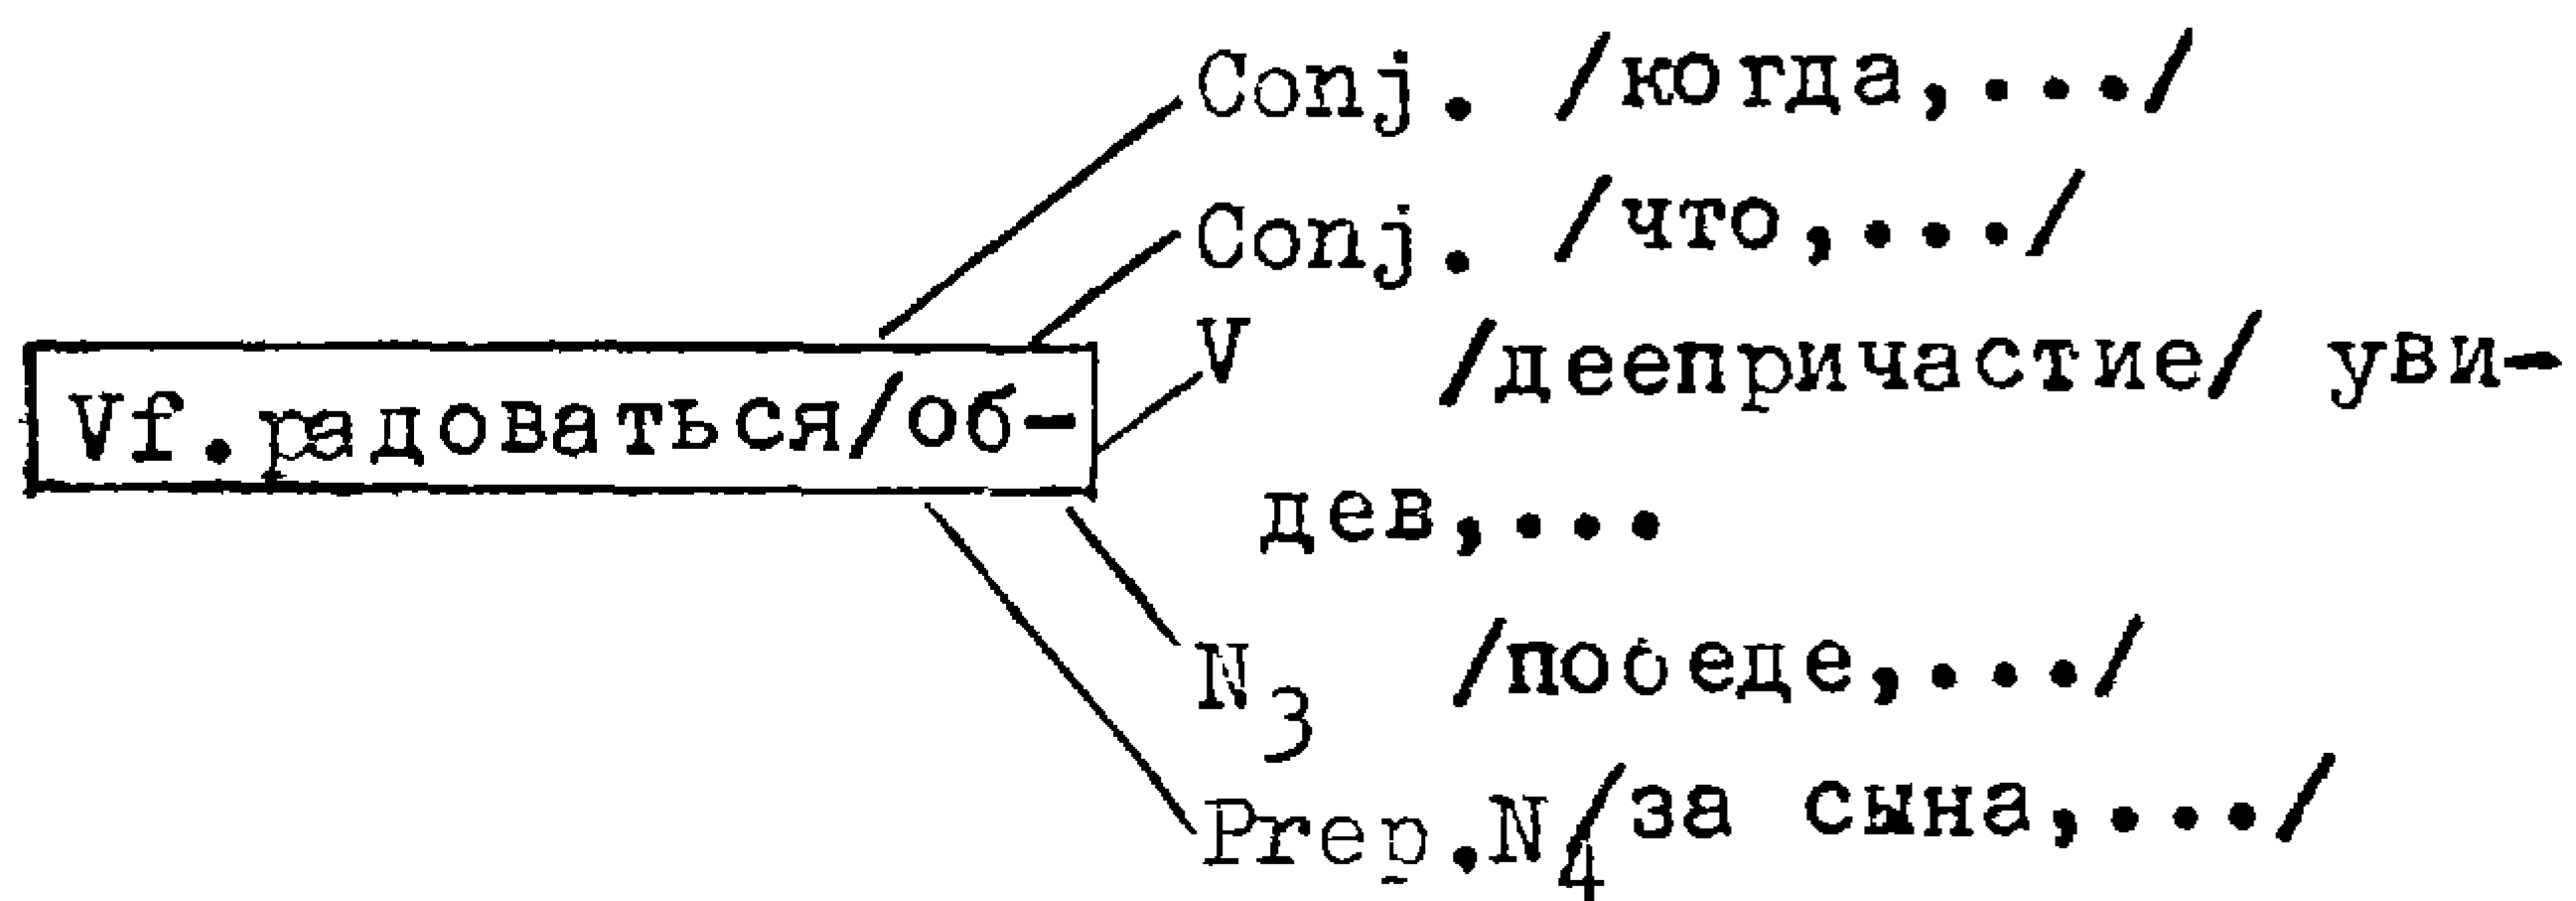 Conj. /когда,.../
Conj. /что,.../
V /деепричастие/ уви-
Vf.радоваться/об-
дев,...
N3 /победе,.../
Prep.N4/за сына,.../